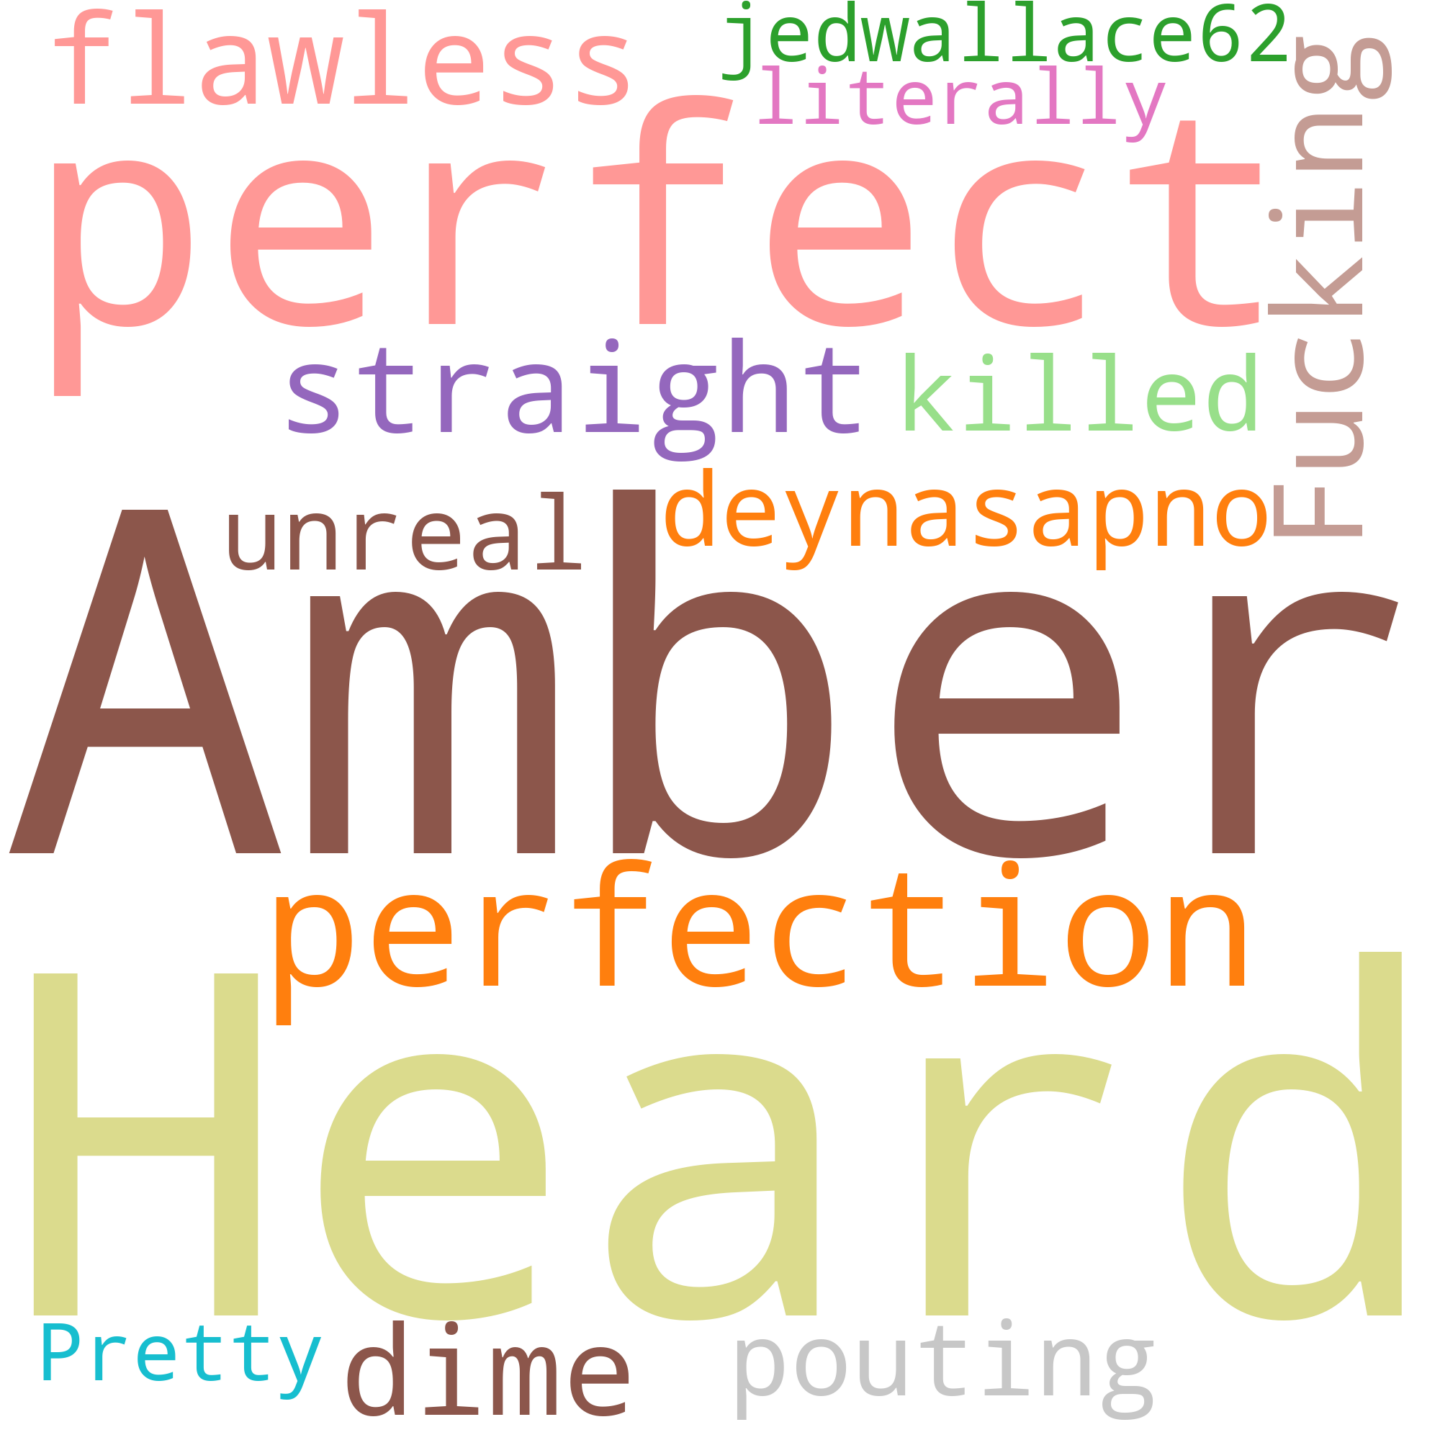 flawless
jedwallace62
literally
perfect
Fucking
straight
killed
unreal
deynasapno
Amber
perfection
Heard
Pretty
dime
pouting